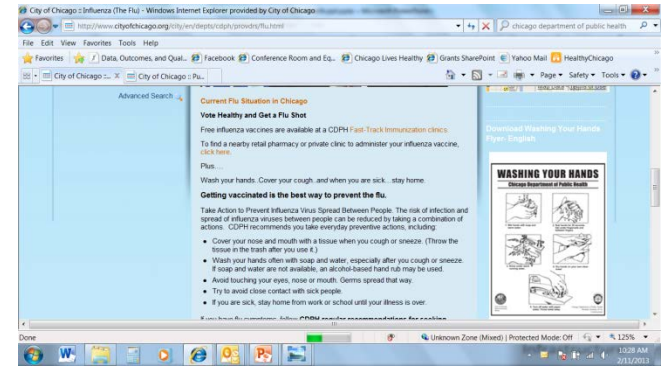 City of Chicago :: Influenza (The Flu) - Windows Internet Explorer provided by City of Chicago
http://www.cityofchicago.org/city/en/depts/cdph/provdrs/flu.html
chicago department of public health
File Edit View Favorites Tools Help
Favorites
Data, Outcomes, and Qual...
Facebook
Conference Room and Eq...
Chicago Lives Healthy
Grants SharePoint
Yahoo Mail
HealthyChicago
City of Chicago ::...
City of Chicago :: Pu...
Page Safety Tools
Advanced Search
Current Flu Situation in Chicago
Vote Healthy and Get a Flu Shot
Free influenza vaccines are available at a CDPH Fast-Track Immunization clinics.
To find a nearby retail pharmacy or private clinic to administer your influenza vaccine,
click here.
Plus....
Wash your hands. Cover your cough..and when you are sick....stay home.
Getting vaccinated is the best way to prevent the flu.
Take Action to Prevent Influenza Virus Spread Between People. The risk of infection and
spread of influenza viruses between people can be reduced by taking a combination of
actions. CDPH recommends you take everyday preventive actions, including:
• Cover your nose and mouth with a tissue when you cough or sneeze. (Throw the
tissue in the trash after you use it.)
• Wash your hands often with soap and water, especially after you cough or sneeze.
If soap and water are not available, an alcohol-based hand rub may be used.
• Avoid touching your eyes, nose or mouth. Germs spread that way.
• Try to avoid close contact with sick people.
• If you are sick, stay home from work or school until your illness is over.
If you have flu symptoms, follow CDPH regular recommendations for seeking
Download Washing Your Hands
Flyer- English
WASHING YOUR HANDS
Chicago Department of Public Health
Done
Unknown Zone (Mixed) | Protected Mode: Off
125%
10:28 AM
2/11/2013